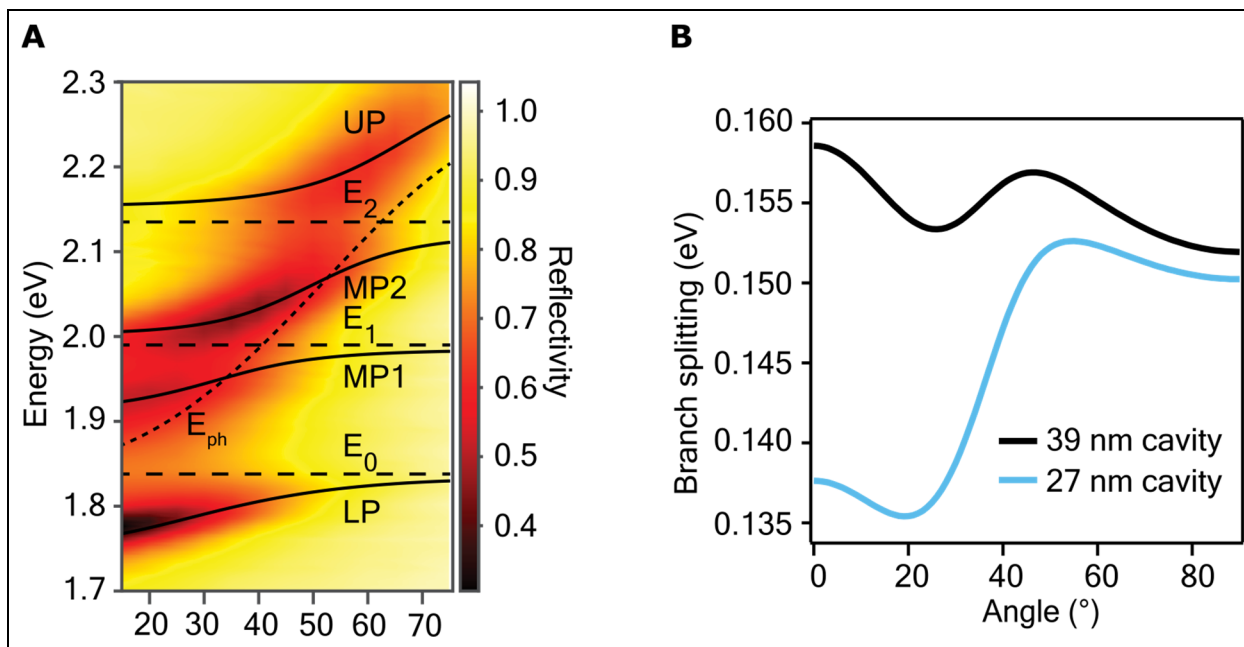 A
2.3
2.2
2.1
2.0
1.9
1.8
1.7
Energy (eV)
UP
E2
MP2
E1
MP1
Eph
E0
LP
20 30 40 50 60 70
1.0
0.9
0.8
0.7
0.6
0.5
0.4
Reflectivity
B
0.160
0.155
0.150
0.145
0.140
0.135
Branch splitting (eV)
39 nm cavity
27 nm cavity
0 20 40 60 80
Angle (°)